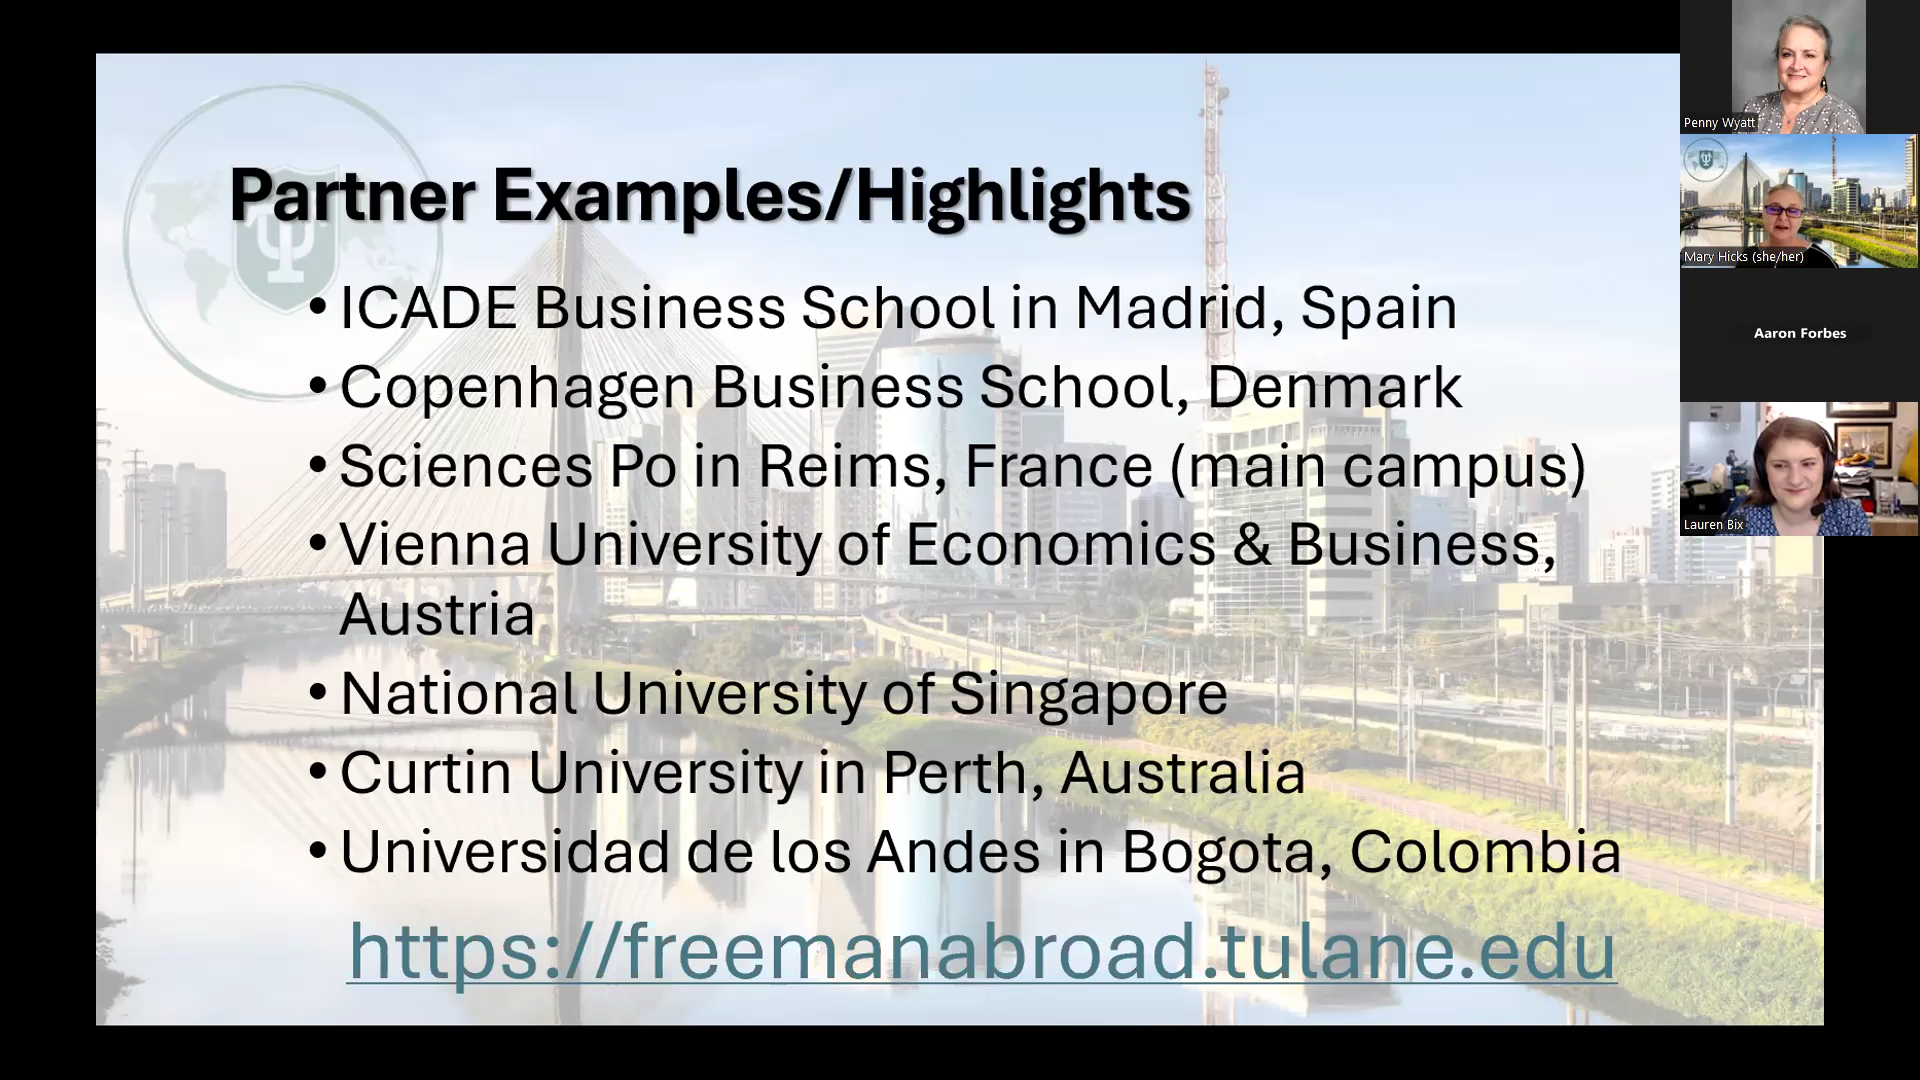 Partner Examples/Highlights
• ICADE Business School in Madrid, Spain
• Copenhagen Business School, Denmark
• Sciences Po in Reims, France (main campus)
• Vienna University of Economics & Business,
Austria
• National University of Singapore
• Curtin University in Perth, Australia
• Universidad de los Andes in Bogota, Colombia
https://freemanabroad.tulane.edu
Penny Wyatt
Mary Hicks (she/her)
Aaron Forbes
Lauren Bix